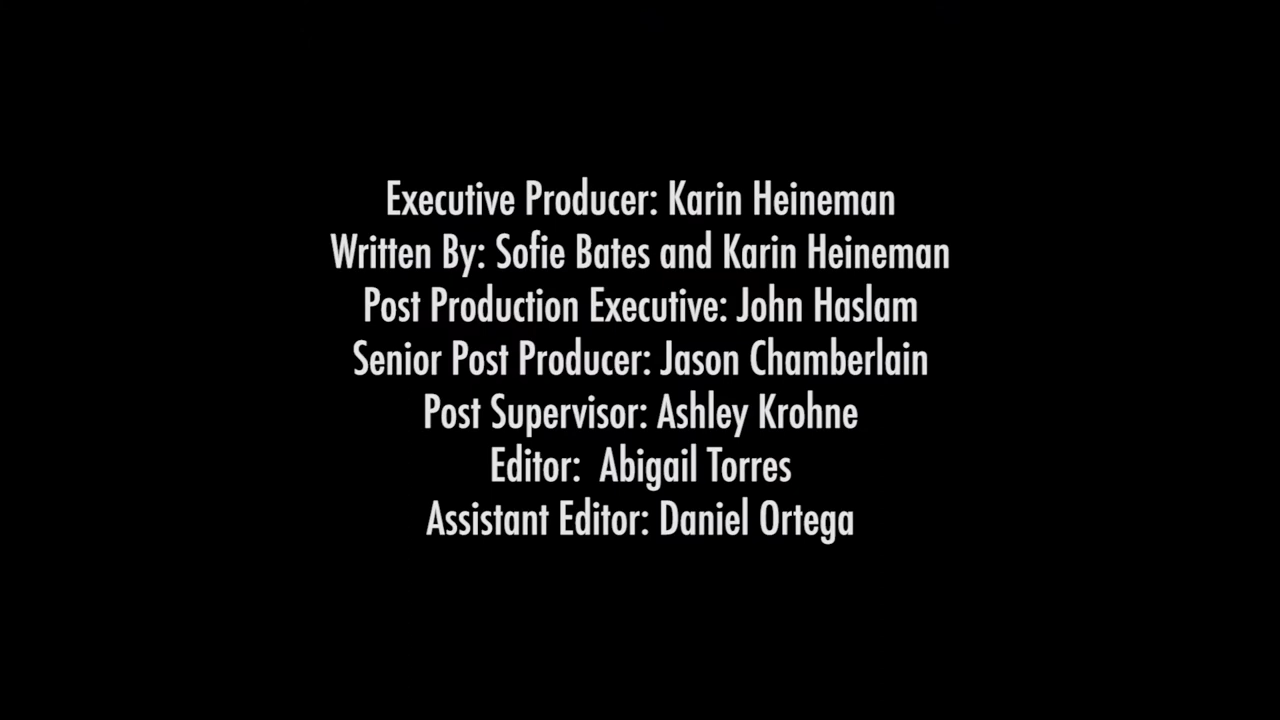 Executive Producer: Karin Heineman
Written By: Sofie Bates and Karin Heineman
Post Production Executive: John Haslam
Senior Post Producer: Jason Chamberlain
Post Supervisor: Ashley Krohne
Editor:  Abigail Torres
Assistant Editor: Daniel Ortega